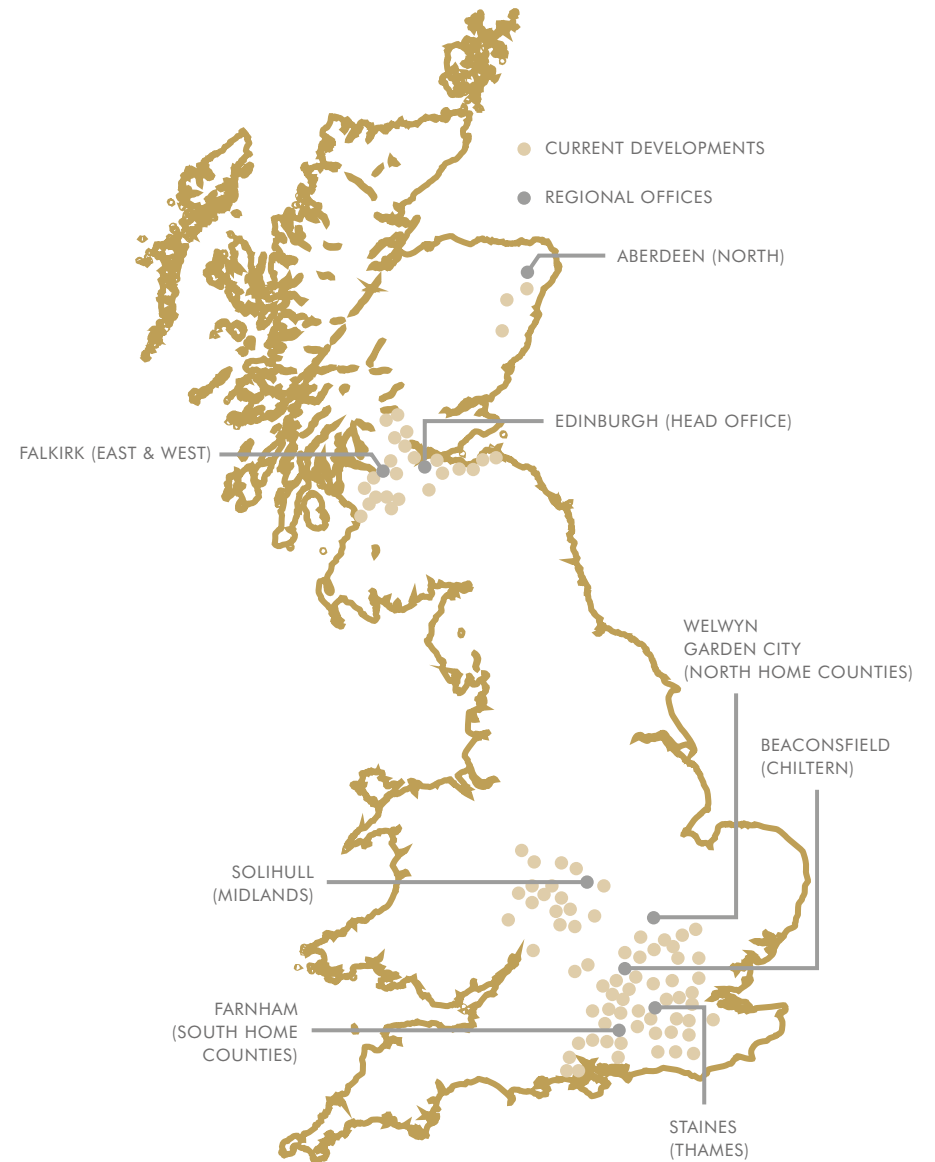 CURRENT DEVELOPMENTS
REGIONAL OFFICES
ABERDEEN (NORTH)
EDINBURGH (HEAD OFFICE)
FALKIRK (EAST & WEST)
WELWYN
GARDEN CITY
(NORTH HOME COUNTIES)
BEACONSFIELD
(CHILTERN)
SOLIHULL
(MIDLANDS)
FARNHAM
(SOUTH HOME
COUNTIES)
STAINES
(THAMES)